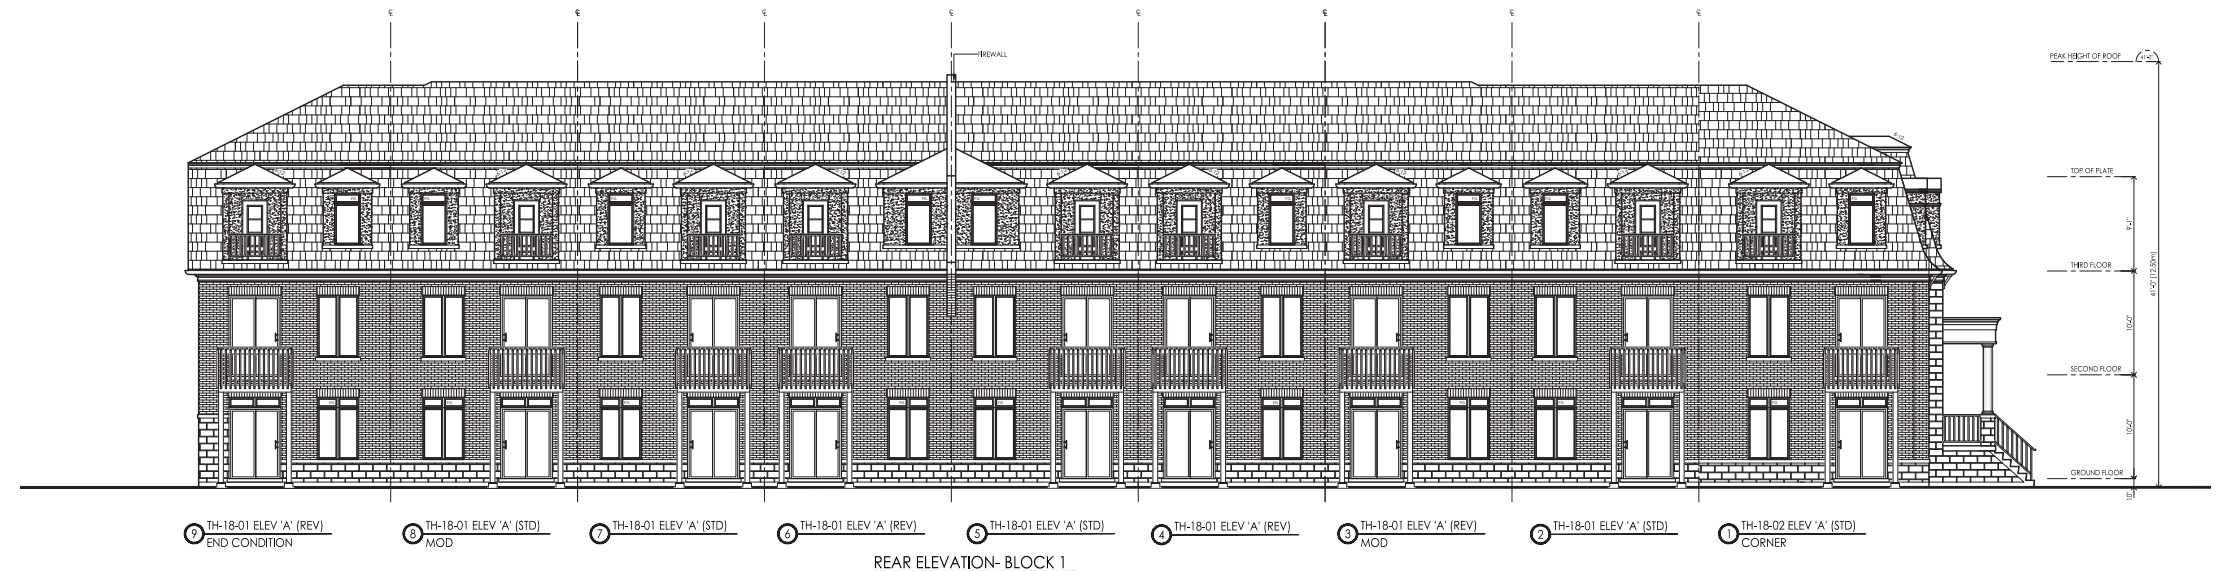 FIREWALL
PEAK HEIGHT OF ROOF
41'-0"
TOP OF PLATE
9'-1"
THIRD FLOOR
41'-0" [12.50m]
10'-0"
SECOND FLOOR
10'-0"
GROUND FLOOR
10"
9 TH-18-01 ELEV 'A' (REV)
END CONDITION
8 TH-18-01 ELEV 'A' (STD)
MOD
7 TH-18-01 ELEV 'A' (STD)
6 TH-18-01 ELEV 'A' (REV)
5 TH-18-01 ELEV 'A' (STD)
4 TH-18-01 ELEV 'A' (REV)
3 TH-18-01 ELEV 'A' (REV)
MOD
2 TH-18-01 ELEV 'A' (STD)
1 TH-18-02 ELEV 'A' (STD)
CORNER
REAR ELEVATION- BLOCK 1